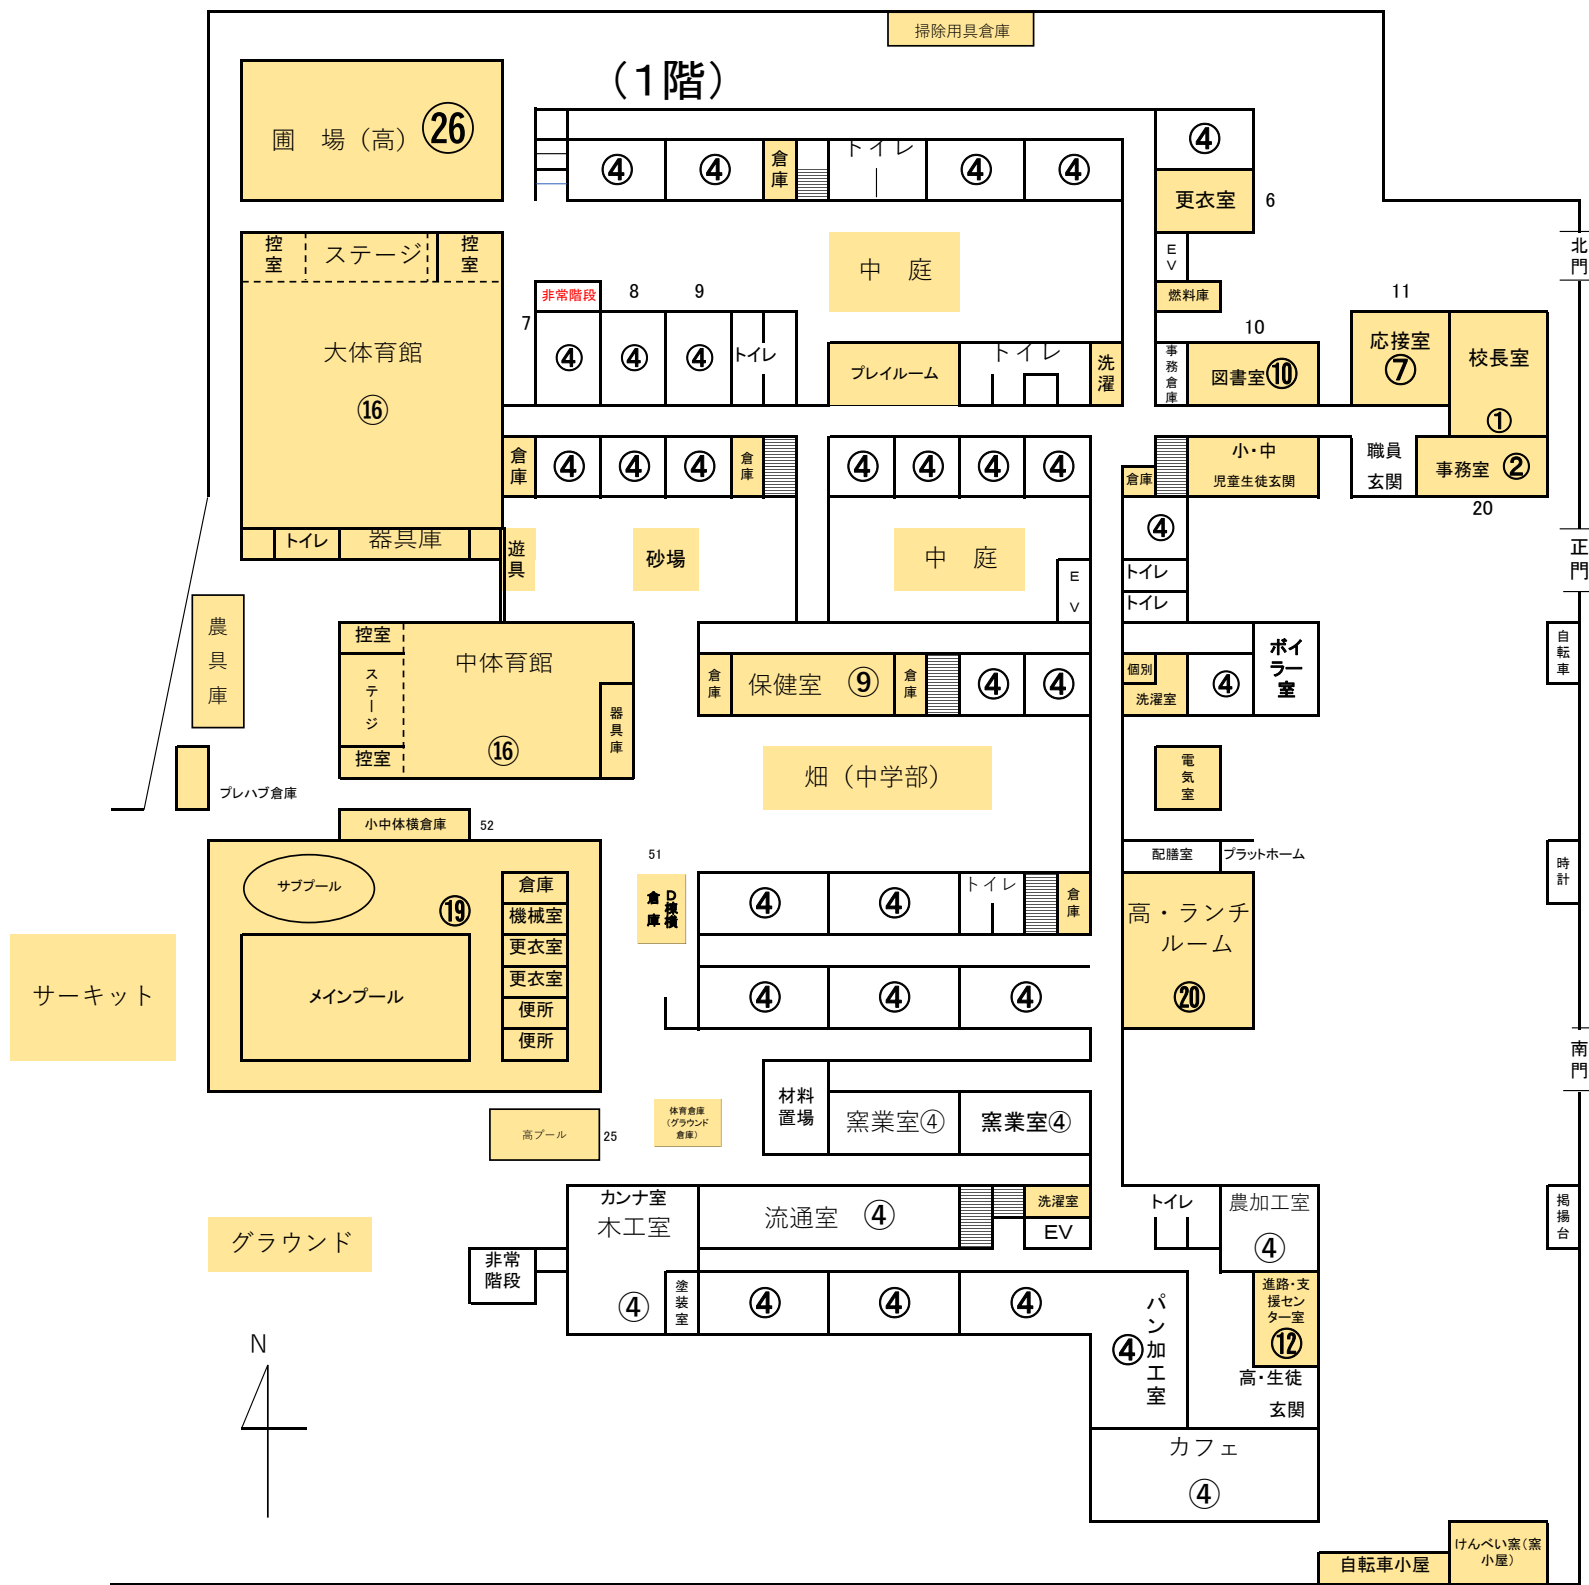 掃除用具倉庫
（１階）
圃　場（高）㉖
④
④
倉庫
トイレ
④
④
④
更衣室
6
控室
ステージ
控室
中　庭
EV
北門
非常階段
8
9
燃料庫
11
7
大体育館
⑯
④
④
④
トイレ
プレイルーム
トイレ
洗濯
事務倉庫
10
図書室⑩
応接室
⑦
校長室
①
倉庫
④
④
④
倉庫
④
④
④
④
倉庫
小・中
児童生徒玄関
職員
玄関
事務室 ②
20
トイレ
器具庫
遊具
砂場
中　庭
EV
④
トイレ
トイレ
正門
農具庫
控室
ステージ
控室
中体育館
⑯
器具庫
倉庫
保健室 ⑨
倉庫
④
④
個別
洗濯室
④
ボイラー室
自転車
プレハブ倉庫
畑（中学部）
電気室
小中体横倉庫
52
51
配膳室
プラットホーム
時計
サブプール
⑲
倉庫
機械室
更衣室
更衣室
便所
便所
メインプール
D棟横
倉庫
④
④
トイレ
倉庫
高・ランチ
ルーム
⑳
サーキット
④
④
④
南門
高プール
25
体育倉庫
（グラウンド
倉庫）
材料
置場
窯業室④
窯業室④
グラウンド
カンナ室
木工室
④
流通室 ④
洗濯室
EV
トイレ
農加工室
④
掲揚台
非常
階段
塗装室
④
④
④
④
パン加工室
進路・支
援セン
ター室
⑫
高・生徒
玄関
N
カフェ
④
自転車小屋
けんべい窯（窯
小屋）